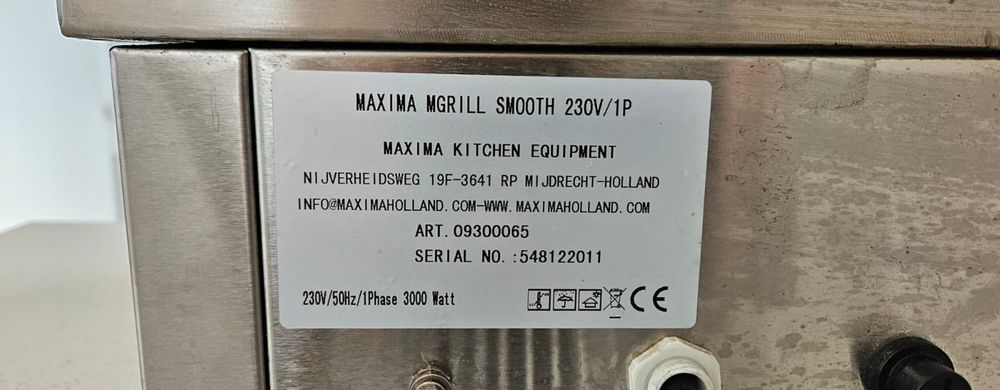 MAXIMA MGRILL SMOOTH 230V/1P
MAXIMA KITCHEN EQUIPMENT
NIJVERHEIDSWEG 19F-3641 RP MIJDRECHT-HOLLAND
INFO@MAXIMAHOLLAND.COM-WWW.MAXIMAHOLLAND.COM
ART.09300065
SERIAL NO.:548122011
230V/50Hz/1Phase 3000 Watt CE